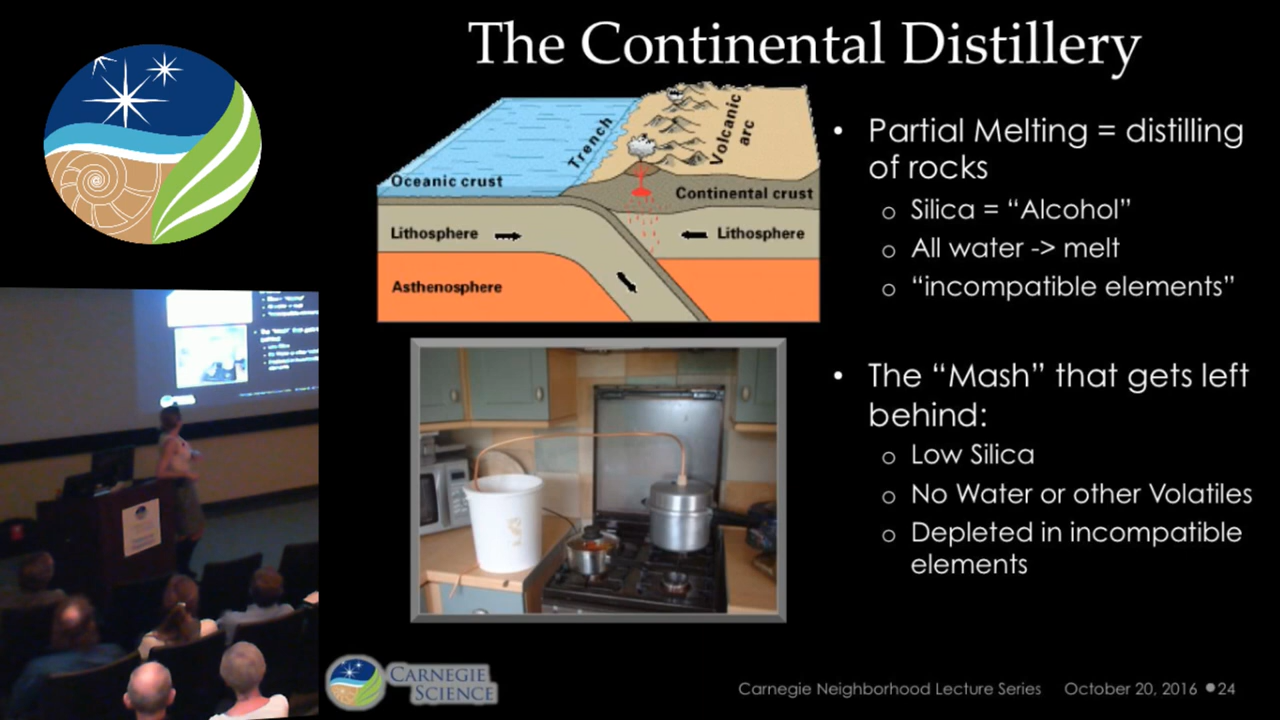 The Continental Distillery
Trench
Volcanic
arc
Oceanic crust
Continental crust
Lithosphere
Lithosphere
Asthenosphere
• Partial Melting = distilling
of rocks
o Silica = “Alcohol”
o All water -> melt
o “incompatible elements”
• The “Mash” that gets left
behind:
o Low Silica
o No Water or other Volatiles
o Depleted in incompatible
elements
CARNEGIE
SCIENCE
Carnegie Neighborhood Lecture Series October 20, 2016 •24